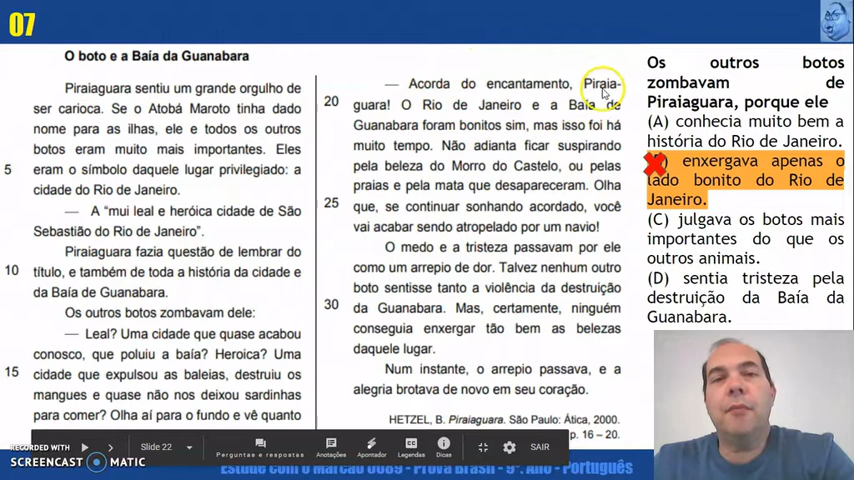 07
O boto e a Baía da Guanabara
Piraiaguara sentiu um grande orgulho de
ser carioca. Se o Atobá Maroto tinha dado
nome para as ilhas, ele e todos os outros
botos eram muito mais importantes. Eles
5 eram o símbolo daquele lugar privilegiado: a
cidade do Rio de Janeiro.
— A “mui leal e heróica cidade de São
Sebastião do Rio de Janeiro”.
Piraiaguara fazia questão de lembrar do
10 título, e também de toda a história da cidade e
da Baía de Guanabara.
Os outros botos zombavam dele:
— Leal? Uma cidade que quase acabou
conosco, que poluiu a baía? Heroica? Uma
15 cidade que expulsou as baleias, destruiu os
mangues e quase não nos deixou sardinhas
para comer? Olha aí para o fundo e vê quanto
— Acorda do encantamento, Piraia-
20 guara! O Rio de Janeiro e a Baía de
Guanabara foram bonitos sim, mas isso foi há
muito tempo. Não adianta ficar suspirando
pela beleza do Morro do Castelo, ou pelas
praias e pela mata que desapareceram. Olha
25 que, se continuar sonhando acordado, você
vai acabar sendo atropelado por um navio!
O medo e a tristeza passavam por ele
como um arrepio de dor. Talvez nenhum outro
boto sentisse tanto a violência da destruição
30 da Guanabara. Mas, certamente, ninguém
conseguia enxergar tão bem as belezas
daquele lugar.
Num instante, o arrepio passava, e a
alegria brotava de novo em seu coração.
HETZEL, B. Piraiaguara. São Paulo: Ática, 2000.
p. 16 – 20.
Os outros botos
zombavam de
Piraiaguara, porque ele
(A) conhecia muito bem a
história do Rio de Janeiro.
enxergava apenas o
lado bonito do Rio de
Janeiro.
(C) julgava os botos mais
importantes do que os
outros animais.
(D) sentia tristeza pela
destruição da Baía da
Guanabara.
RECORDED WITH
SCREENCAST MATIC
Slide 22
Perguntas e respostas
Anotações
Apontador
Legendas
Dicas
SAIR
Estude com o Marcão 0089 - Prova Brasil - 9º. Ano - Português